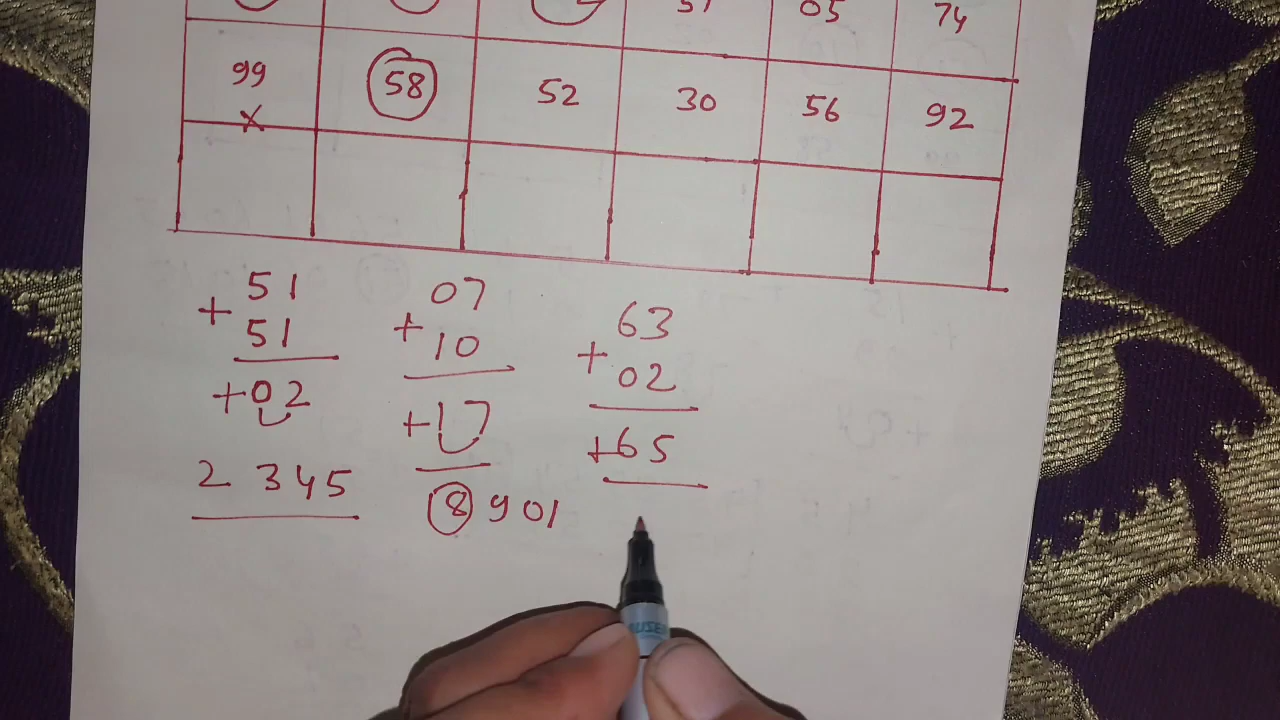 51 05 74
99 58 52 30 56 92
x
51 07 63
+ 51 + 10 + 02
+02 +17 +65
2 345 8 901